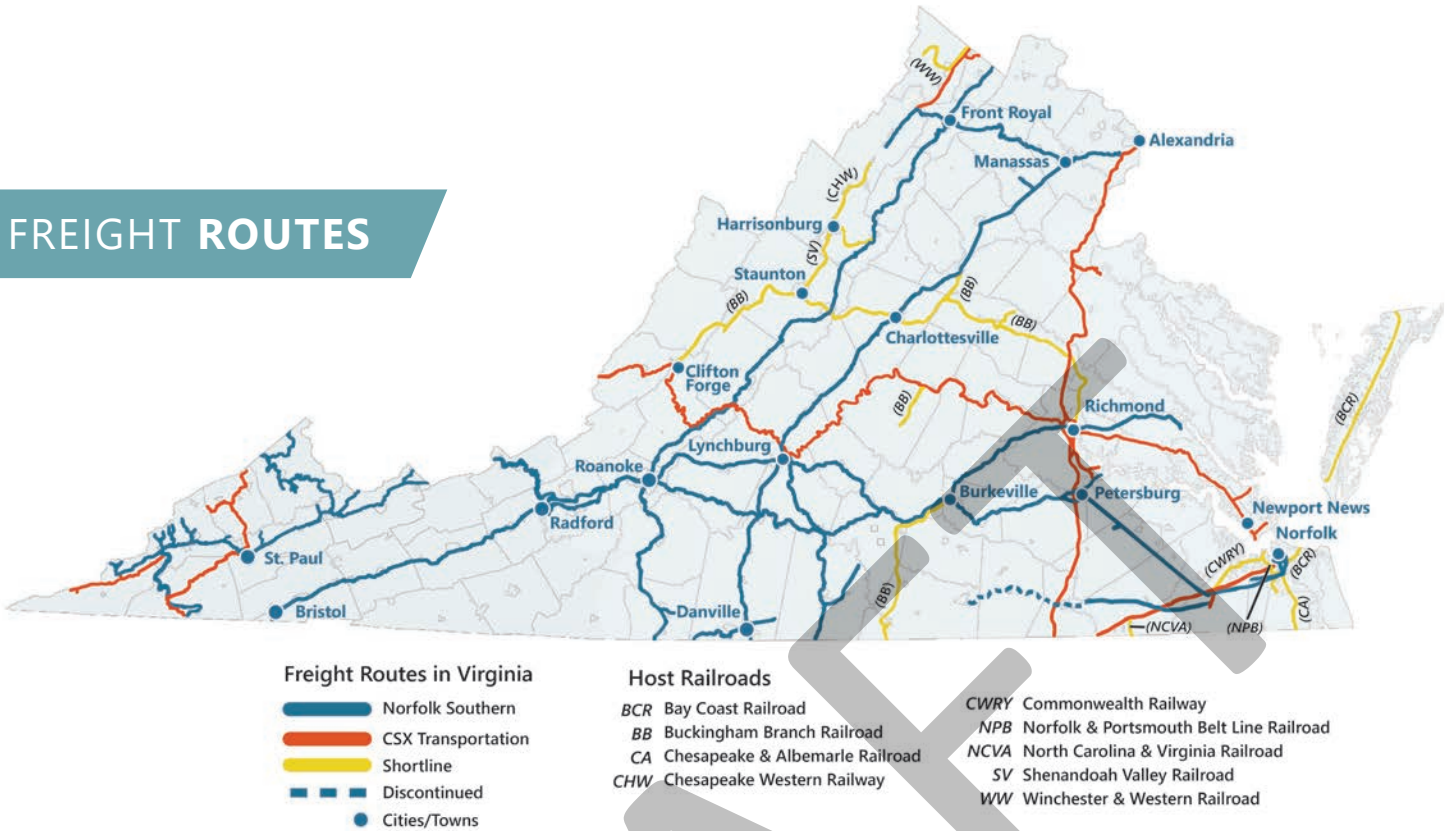 FREIGHT ROUTES
(WW)
Front Royal
Alexandria
Manassas
(CHW)
Harrisonburg
(SV)
Staunton
(BB)
(BB)
(BB)
Charlottesville
Clifton
Forge
(BB)
(BCR)
Richmond
Lynchburg
Roanoke
Burkeville
Petersburg
Radford
Newport News
Norfolk
St. Paul
(CWRY)
(BCR)
(BB)
Bristol
Danville
(CA)
(NCVA)
(NPB)
Freight Routes in Virginia
Norfolk Southern
CSX Transportation
Shortline
Discontinued
Cities/Towns
Host Railroads
BCR Bay Coast Railroad
BB Buckingham Branch Railroad
CA Chesapeake & Albemarle Railroad
CHW Chesapeake Western Railway
CWRY Commonwealth Railway
NPB Norfolk & Portsmouth Belt Line Railroad
NCVA North Carolina & Virginia Railroad
SV Shenandoah Valley Railroad
WW Winchester & Western Railroad